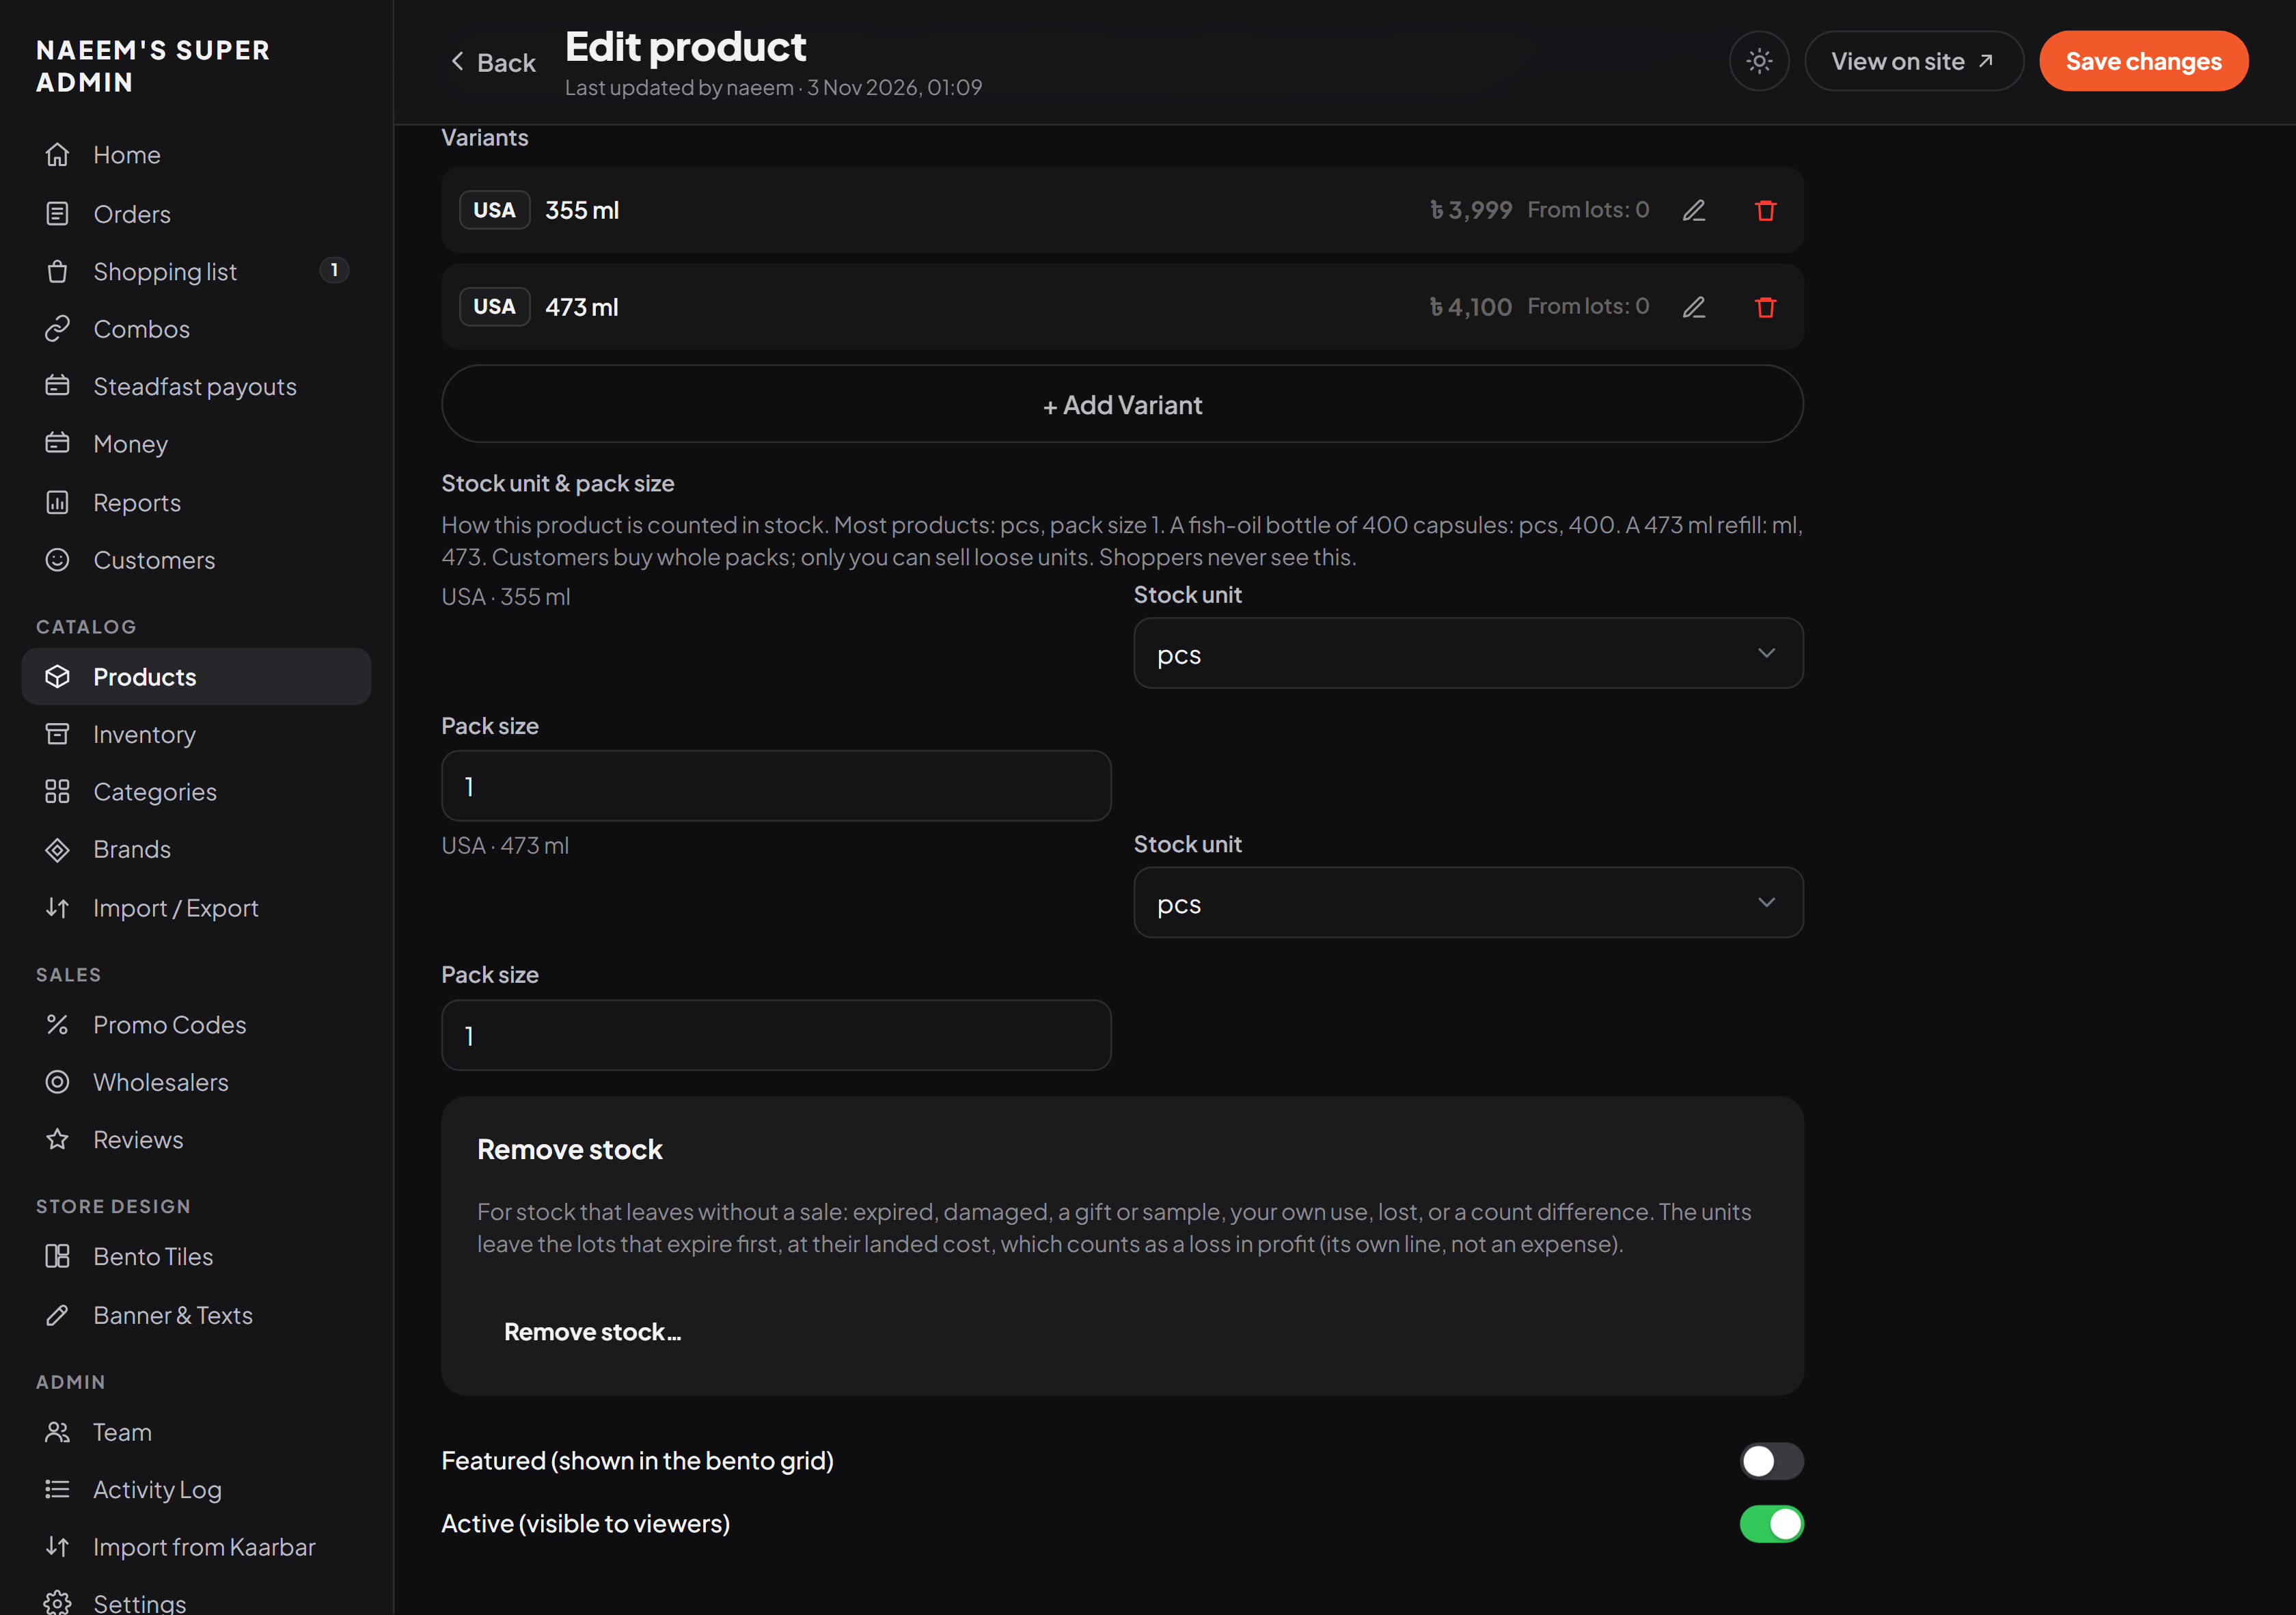 NAEEM'S SUPER
ADMIN
Home
Orders
Shopping list 1
Combos
Steadfast payouts
Money
Reports
Customers
CATALOG
Products
Inventory
Categories
Brands
Import / Export
SALES
Promo Codes
Wholesalers
Reviews
STORE DESIGN
Bento Tiles
Banner & Texts
ADMIN
Team
Activity Log
Import from Kaarbar
Settings
Back
Edit product
Last updated by naeem · 3 Nov 2026, 01:09
View on site
Save changes
Variants
USA 355 ml ৳ 3,999 From lots: 0
USA 473 ml ৳ 4,100 From lots: 0
+ Add Variant
Stock unit & pack size
How this product is counted in stock. Most products: pcs, pack size 1. A fish-oil bottle of 400 capsules: pcs, 400. A 473 ml refill: ml,
473. Customers buy whole packs; only you can sell loose units. Shoppers never see this.
USA · 355 ml
Stock unit
pcs
Pack size
1
USA · 473 ml
Stock unit
pcs
Pack size
1
Remove stock
For stock that leaves without a sale: expired, damaged, a gift or sample, your own use, lost, or a count difference. The units
leave the lots that expire first, at their landed cost, which counts as a loss in profit (its own line, not an expense).
Remove stock…
Featured (shown in the bento grid)
Active (visible to viewers)